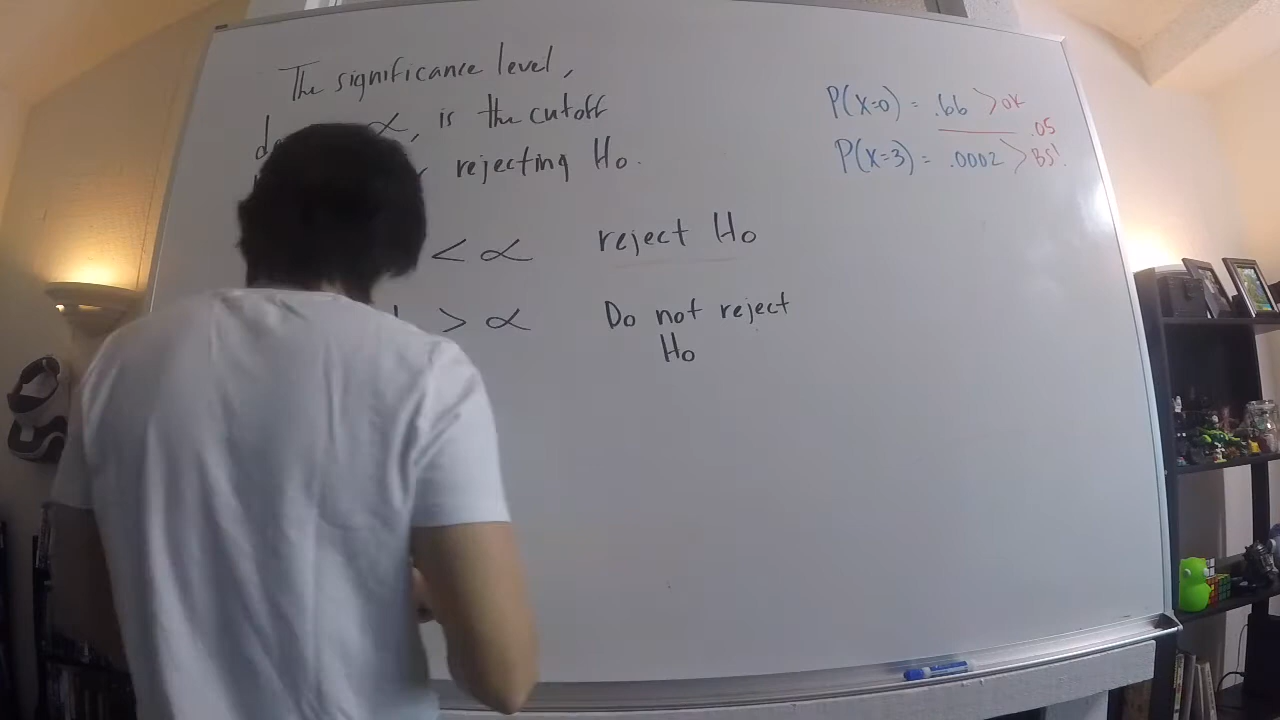 The significance level,
α, is the cutoff
rejecting H₀.
< α reject H₀
> α Do not reject
H₀
P(X=0) = .66 > OK
.05
P(X=3) = .0002 > BS!